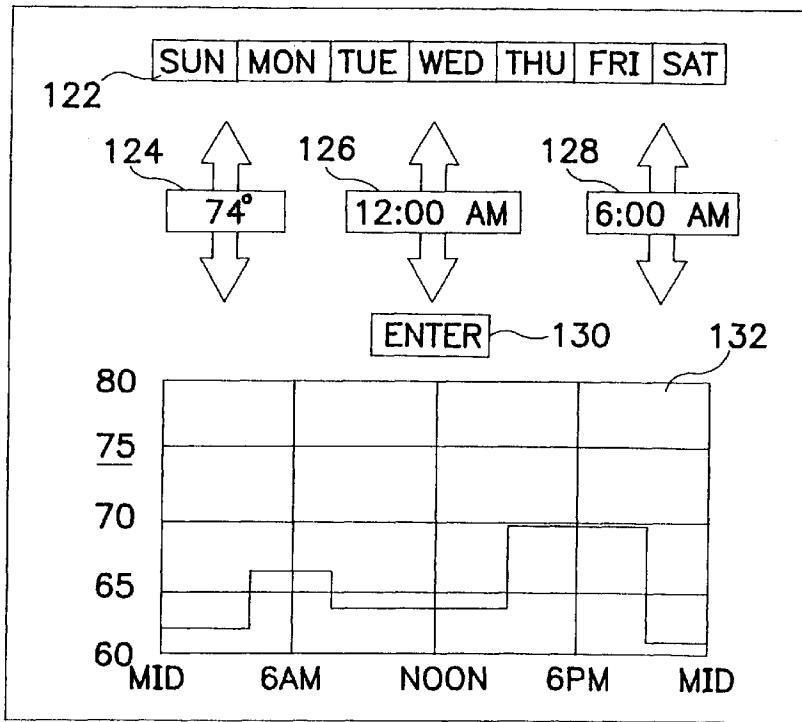 SUN MON TUE WED THU FRI SAT
122
124 126 128
74° 12:00 AM 6:00 AM
ENTER 130
132
80
75
70
65
60
MID 6AM NOON 6PM MID